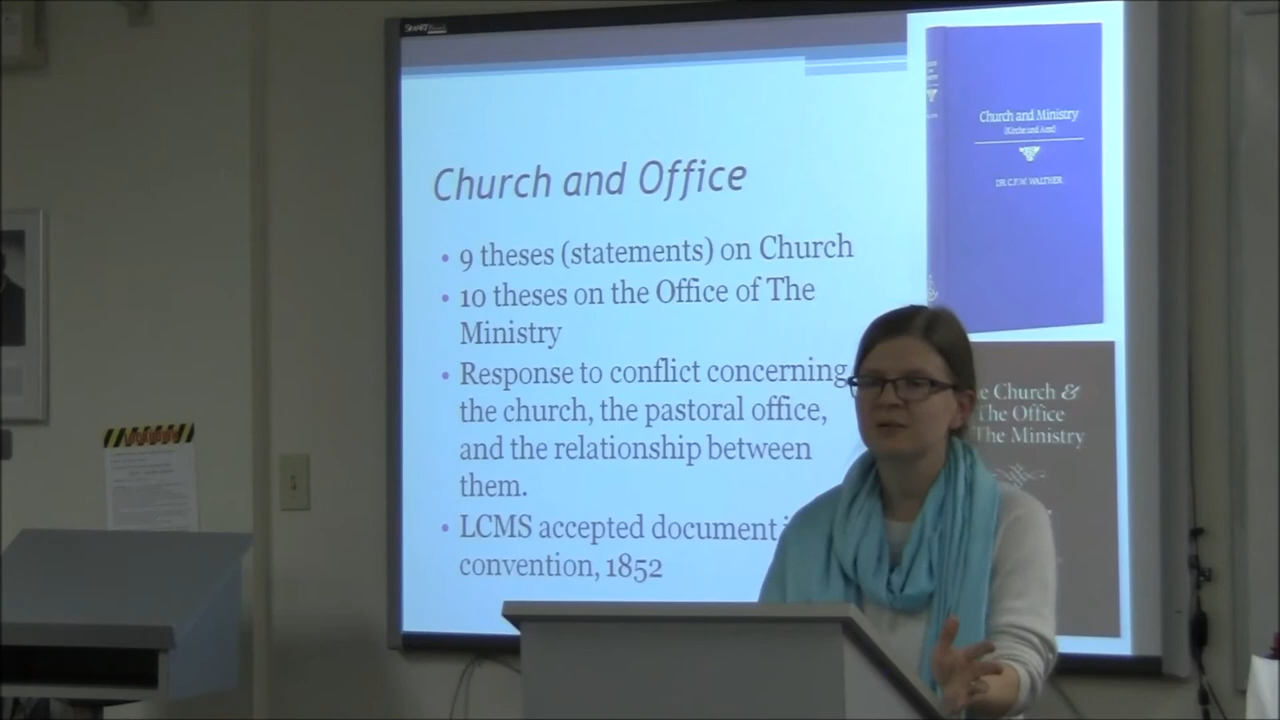 SMART
Church and Office
• 9 theses (statements) on Church
• 10 theses on the Office of The
Ministry
• Response to conflict concerning
the church, the pastoral office,
and the relationship between
them.
• LCMS accepted document
convention, 1852
Church and Ministry
(Kirche und Amt)
DR. C.F.W. WALTHER
Church &
The Office
The Ministry